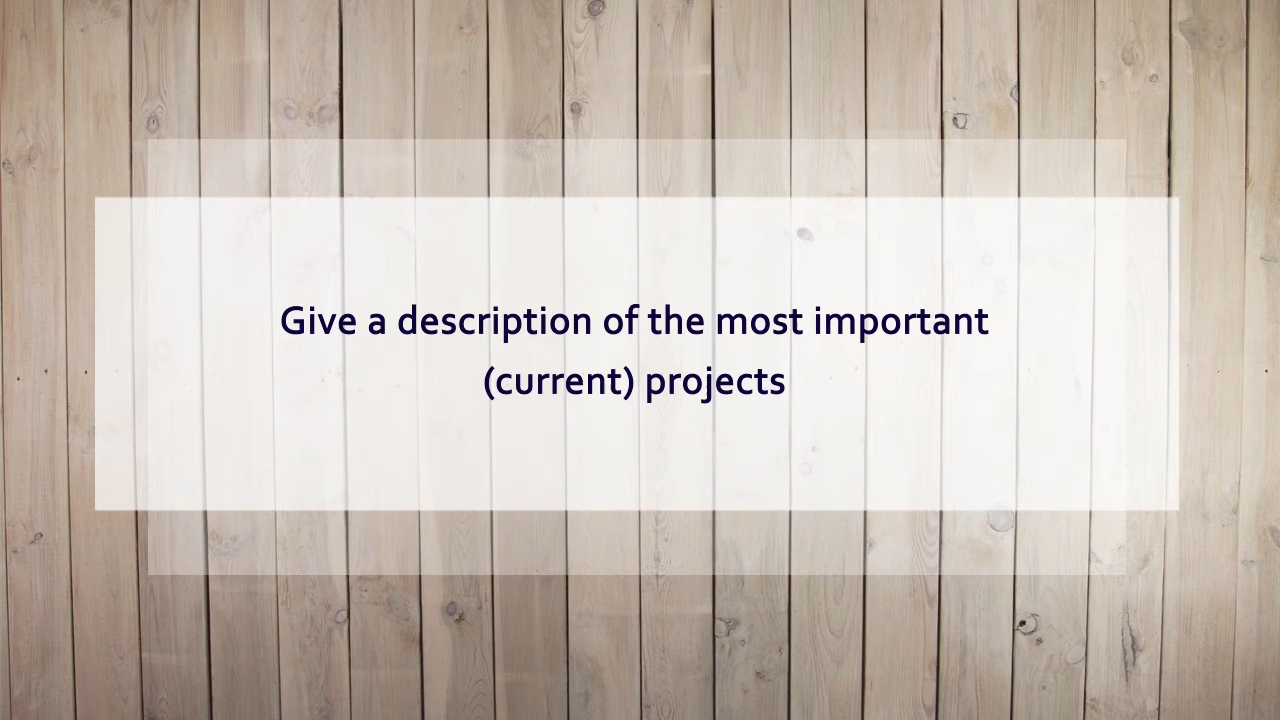 Give a description of the most important
(current) projects